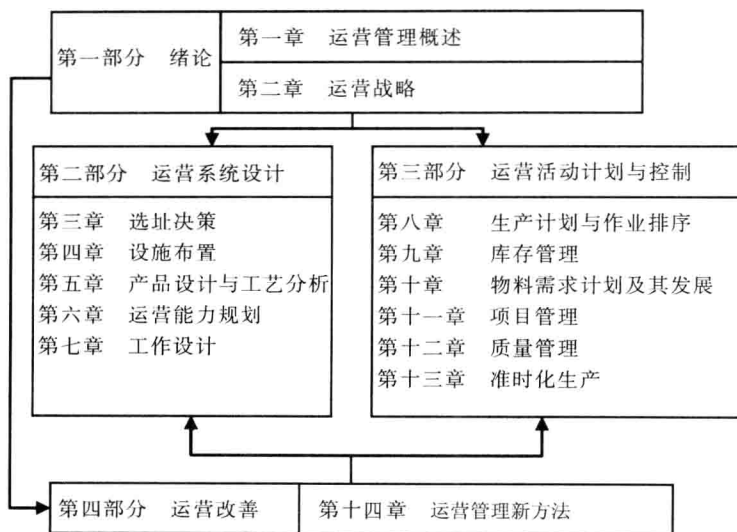 第一部分 绪论
第一章 运营管理概述
第二章 运营战略
第二部分 运营系统设计
第三章 选址决策
第四章 设施布置
第五章 产品设计与工艺分析
第六章 运营能力规划
第七章 工作设计
第三部分 运营活动计划与控制
第八章 生产计划与作业排序
第九章 库存管理
第十章 物料需求计划及其发展
第十一章 项目管理
第十二章 质量管理
第十三章 准时化生产
第四部分 运营改善
第十四章 运营管理新方法